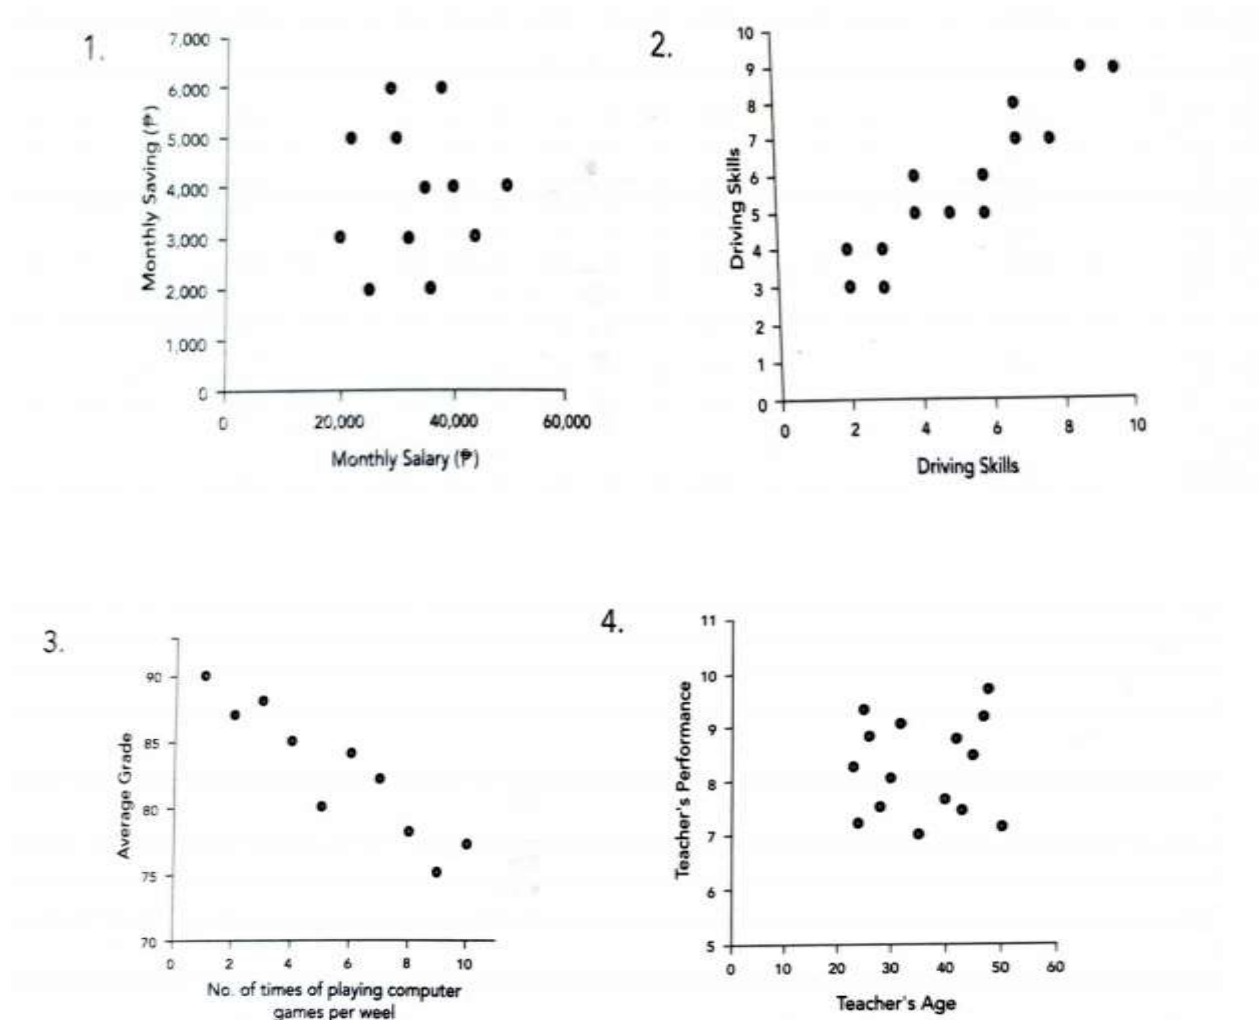 1.
7,000
6,000
5,000
4,000
3,000
2,000
1,000
0
Monthly Saving (₱)
0 20,000 40,000 60,000
Monthly Salary (₱)
2.
10
9
8
7
6
5
4
3
2
1
0
Driving Skills
0 2 4 6 8 10
Driving Skills
3.
90
85
80
75
70
Average Grade
0 2 4 6 8 10
No. of times of playing computer
games per weel
4.
11
10
9
8
7
6
5
Teacher's Performance
0 10 20 30 40 50 60
Teacher's Age